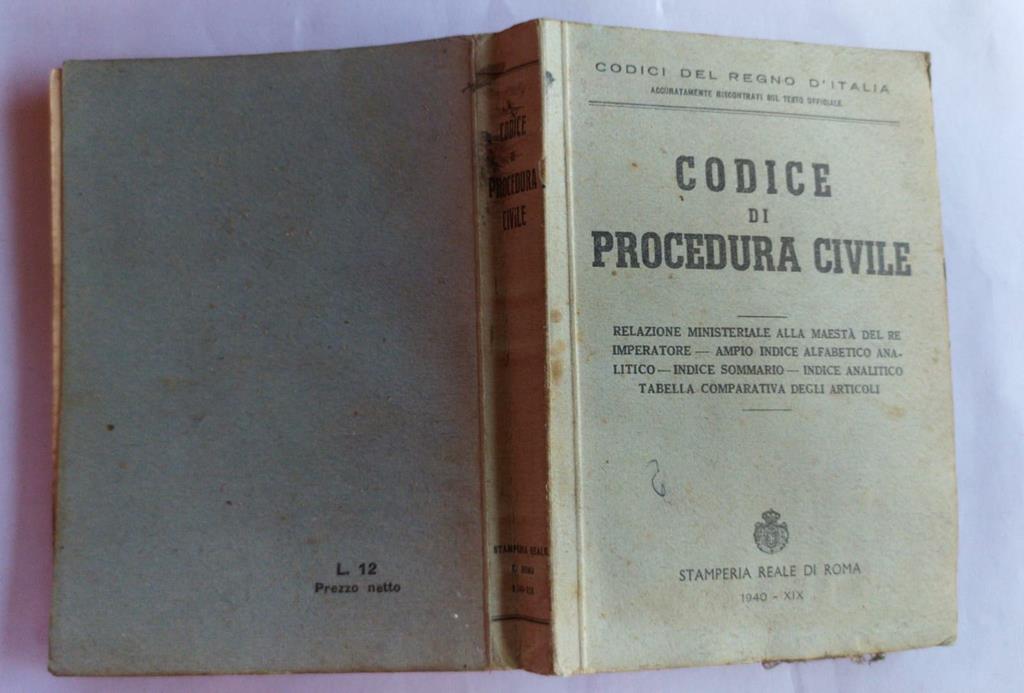 CODICI DEL REGNO D'ITALIA
ACCURATAMENTE RISCONTRATI SUL TESTO UFFICIALE
CODICE
DI
PROCEDURA CIVILE
RELAZIONE MINISTERIALE ALLA MAESTÀ DEL RE
IMPERATORE — AMPIO INDICE ALFABETICO ANA-
LITICO — INDICE SOMMARIO — INDICE ANALITICO
TABELLA COMPARATIVA DEGLI ARTICOLI
STAMPERIA REALE DI ROMA
1940 - XIX
CODICE
DI
PROCEDURA
CIVILE
STAMPERIA REALE
DI ROMA
1940-XIX
L. 12
Prezzo netto